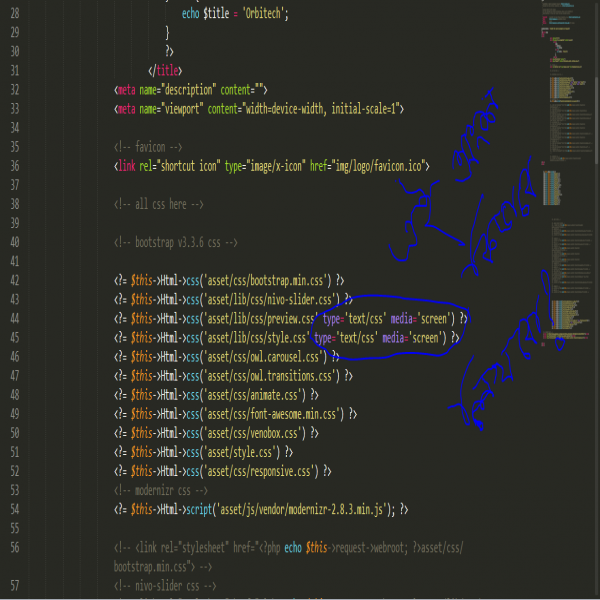 28 echo $title = 'Orbitech';
29 }
30 ?>
31 </title>
32 <meta name="description" content="">
33 <meta name="viewport" content="width=device-width, initial-scale=1">
34
35 <!-- favicon -->
36 <link rel="shortcut icon" type="image/x-icon" href="img/logo/favicon.ico">
37
38 <!-- all css here -->
39
40 <!-- bootstrap v3.3.6 css -->
41
42 <?= $this->Html->css('asset/css/bootstrap.min.css') ?>
43 <?= $this->Html->css('asset/lib/css/nivo-slider.css') ?>
44 <?= $this->Html->css('asset/lib/css/preview.css' type='text/css' media='screen') ?>
45 <?= $this->Html->css('asset/lib/css/style.css' type='text/css' media='screen') ?>
46 <?= $this->Html->css('asset/css/owl.carousel.css') ?>
47 <?= $this->Html->css('asset/css/owl.transitions.css') ?>
48 <?= $this->Html->css('asset/css/animate.css') ?>
49 <?= $this->Html->css('asset/css/font-awesome.min.css') ?>
50 <?= $this->Html->css('asset/css/venobox.css') ?>
51 <?= $this->Html->css('asset/style.css') ?>
52 <?= $this->Html->css('asset/css/responsive.css') ?>
53 <!-- modernizr css -->
54 <?= $this->Html->script('asset/js/vendor/modernizr-2.8.3.min.js'); ?>
55
56 <!-- <link rel="stylesheet" href="<?php echo $this->request->webroot; ?>asset/css/
bootstrap.min.css"> -->
57 <!-- nivo-slider css -->